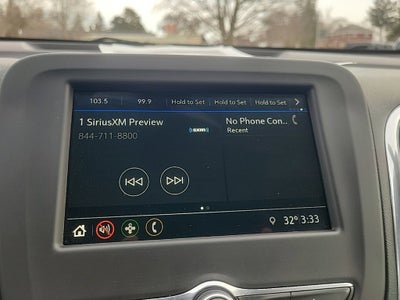 103.5 99.9 Hold to Set Hold to Set Hold to Set
1 SiriusXM Preview
844-711-8800
sxm
No Phone Con...
Recent
32° 3:33